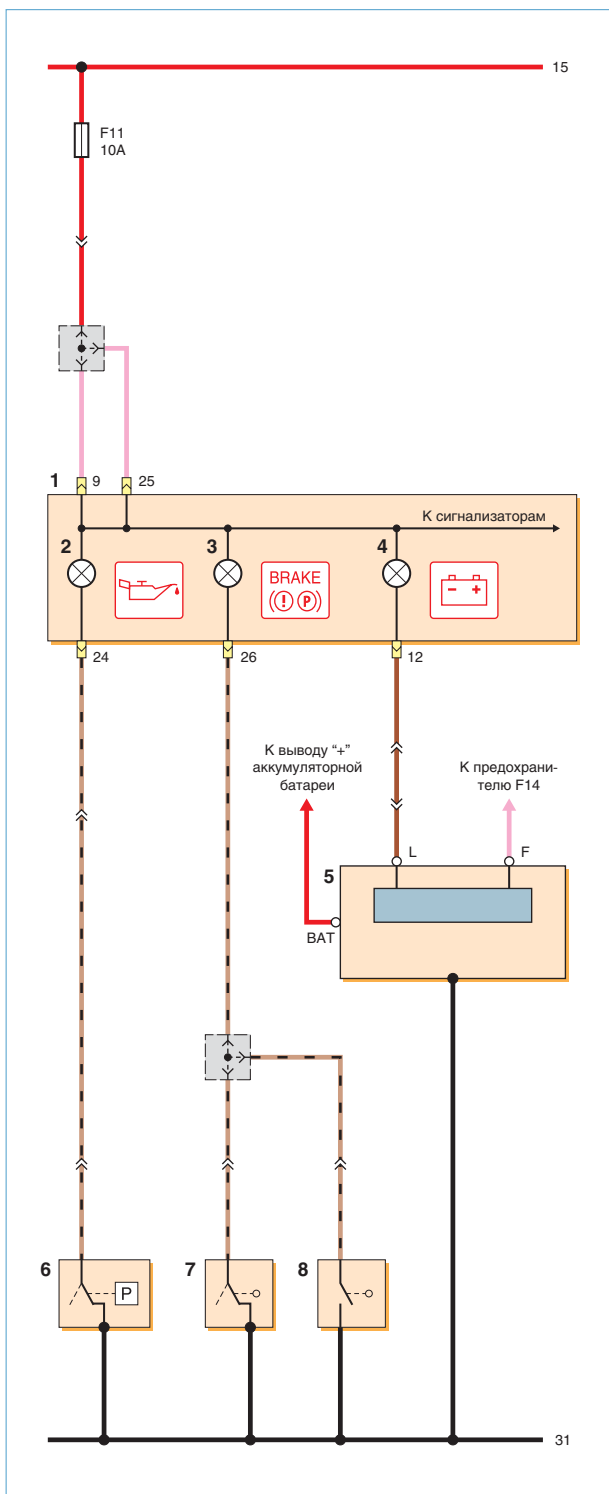 15
F11
10A
1
9
25
К сигнализаторам
2
3
4
BRAKE
(! P)
- +
24
26
12
К выводу “+”
аккумуляторной
батареи
К предохрани-
телю F14
L
F
5
BAT
6
P
7
8
31